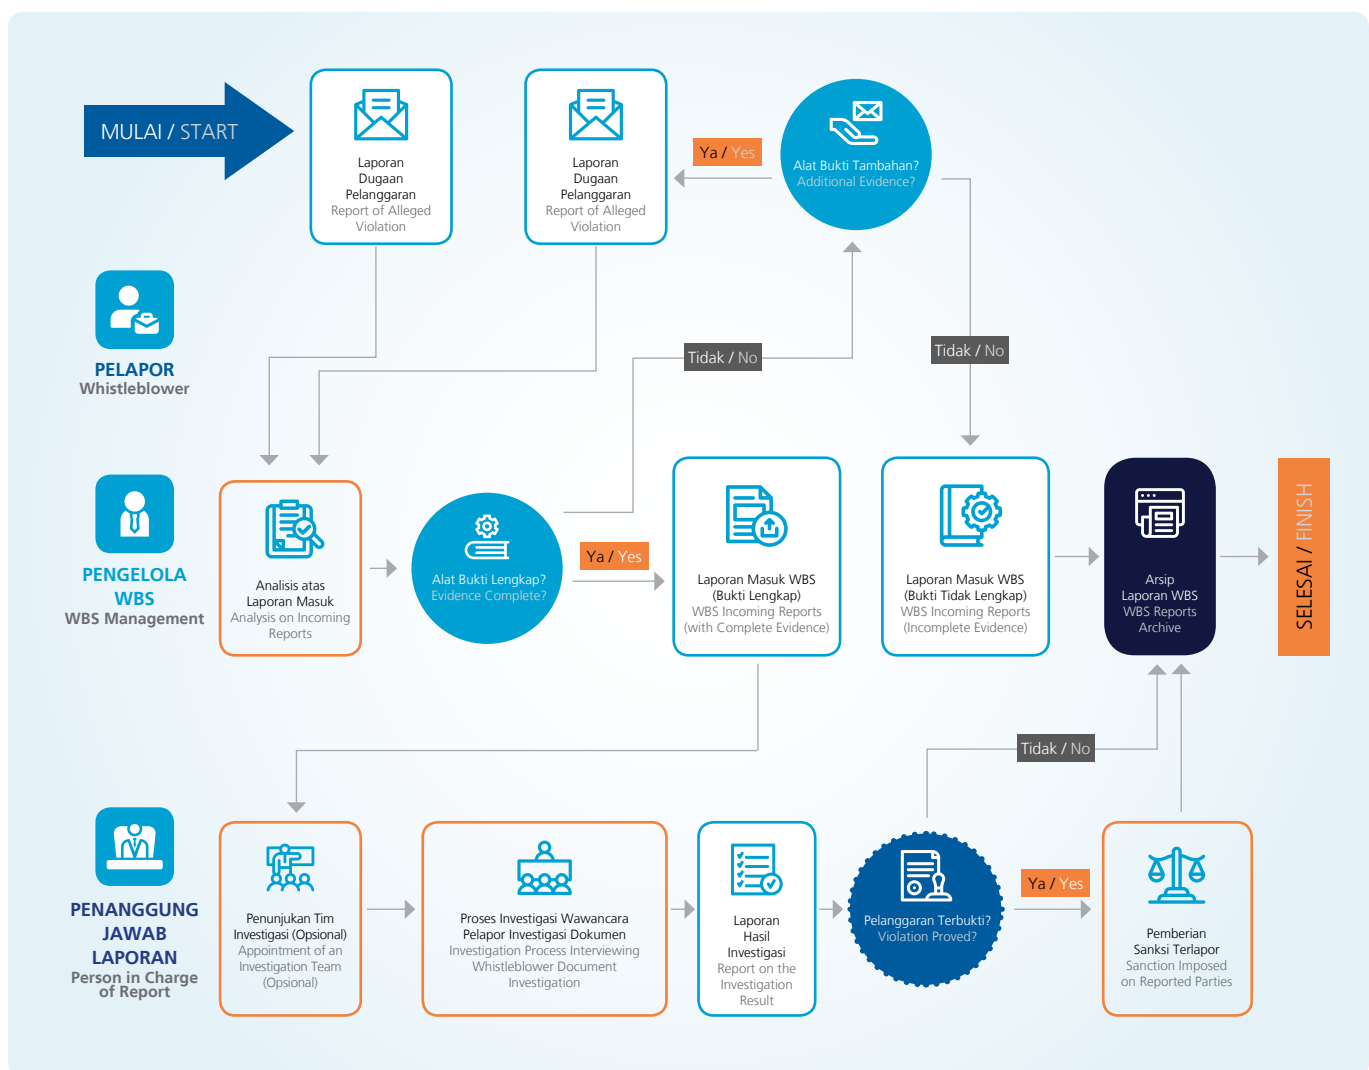 MULAI / START
Laporan
Dugaan
Pelanggaran
Report of Alleged
Violation
Laporan
Dugaan
Pelanggaran
Report of Alleged
Violation
Ya / Yes
Alat Bukti Tambahan?
Additional Evidence?
PELAPOR
Whistleblower
Tidak / No
Tidak / No
PENGELOLA
WBS
WBS Management
Analisis atas
Laporan Masuk
Analysis on Incoming
Reports
Alat Bukti Lengkap?
Evidence Complete?
Ya / Yes
Laporan Masuk WBS
(Bukti Lengkap)
WBS Incoming Reports
(with Complete Evidence)
Laporan Masuk WBS
(Bukti Tidak Lengkap)
WBS Incoming Reports
(Incomplete Evidence)
Arsip
Laporan WBS
WBS Reports
Archive
SELESAI / FINISH
Tidak / No
PENANGGUNG
JAWAB
LAPORAN
Person in Charge
of Report
Penunjukan Tim
Investigasi (Opsional)
Appointment of an
Investigation Team
(Opsional)
Proses Investigasi Wawancara
Pelapor Investigasi Dokumen
Investigation Process Interviewing
Whistleblower Document
Investigation
Laporan
Hasil
Investigasi
Report on the
Investigation
Result
Pelanggaran Terbukti?
Violation Proved?
Ya / Yes
Pemberian
Sanksi Terlapor
Sanction Imposed
on Reported Parties